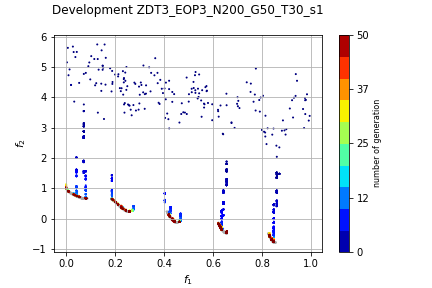 Development ZDT3_EOP3_N200_G50_T30_s1
6
5
4
3
2
1
0
−1
f₂
0.0 0.2 0.4 0.6 0.8 1.0
f₁
50
37
25
12
0
number of generation